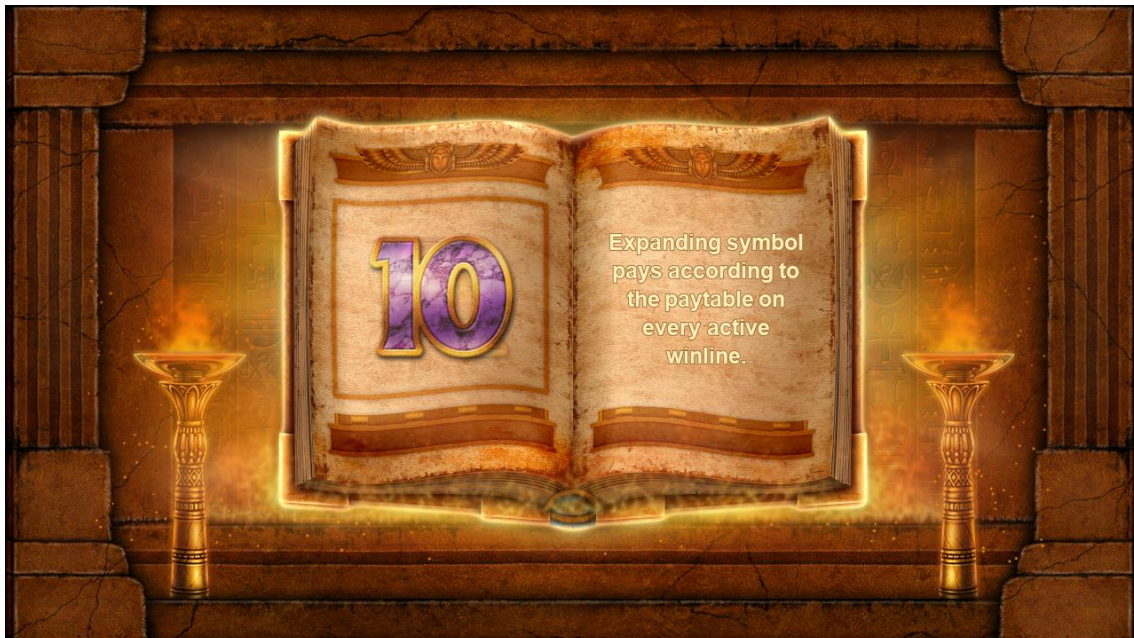 10
Expanding symbol
pays according to
the paytable on
every active
winline.